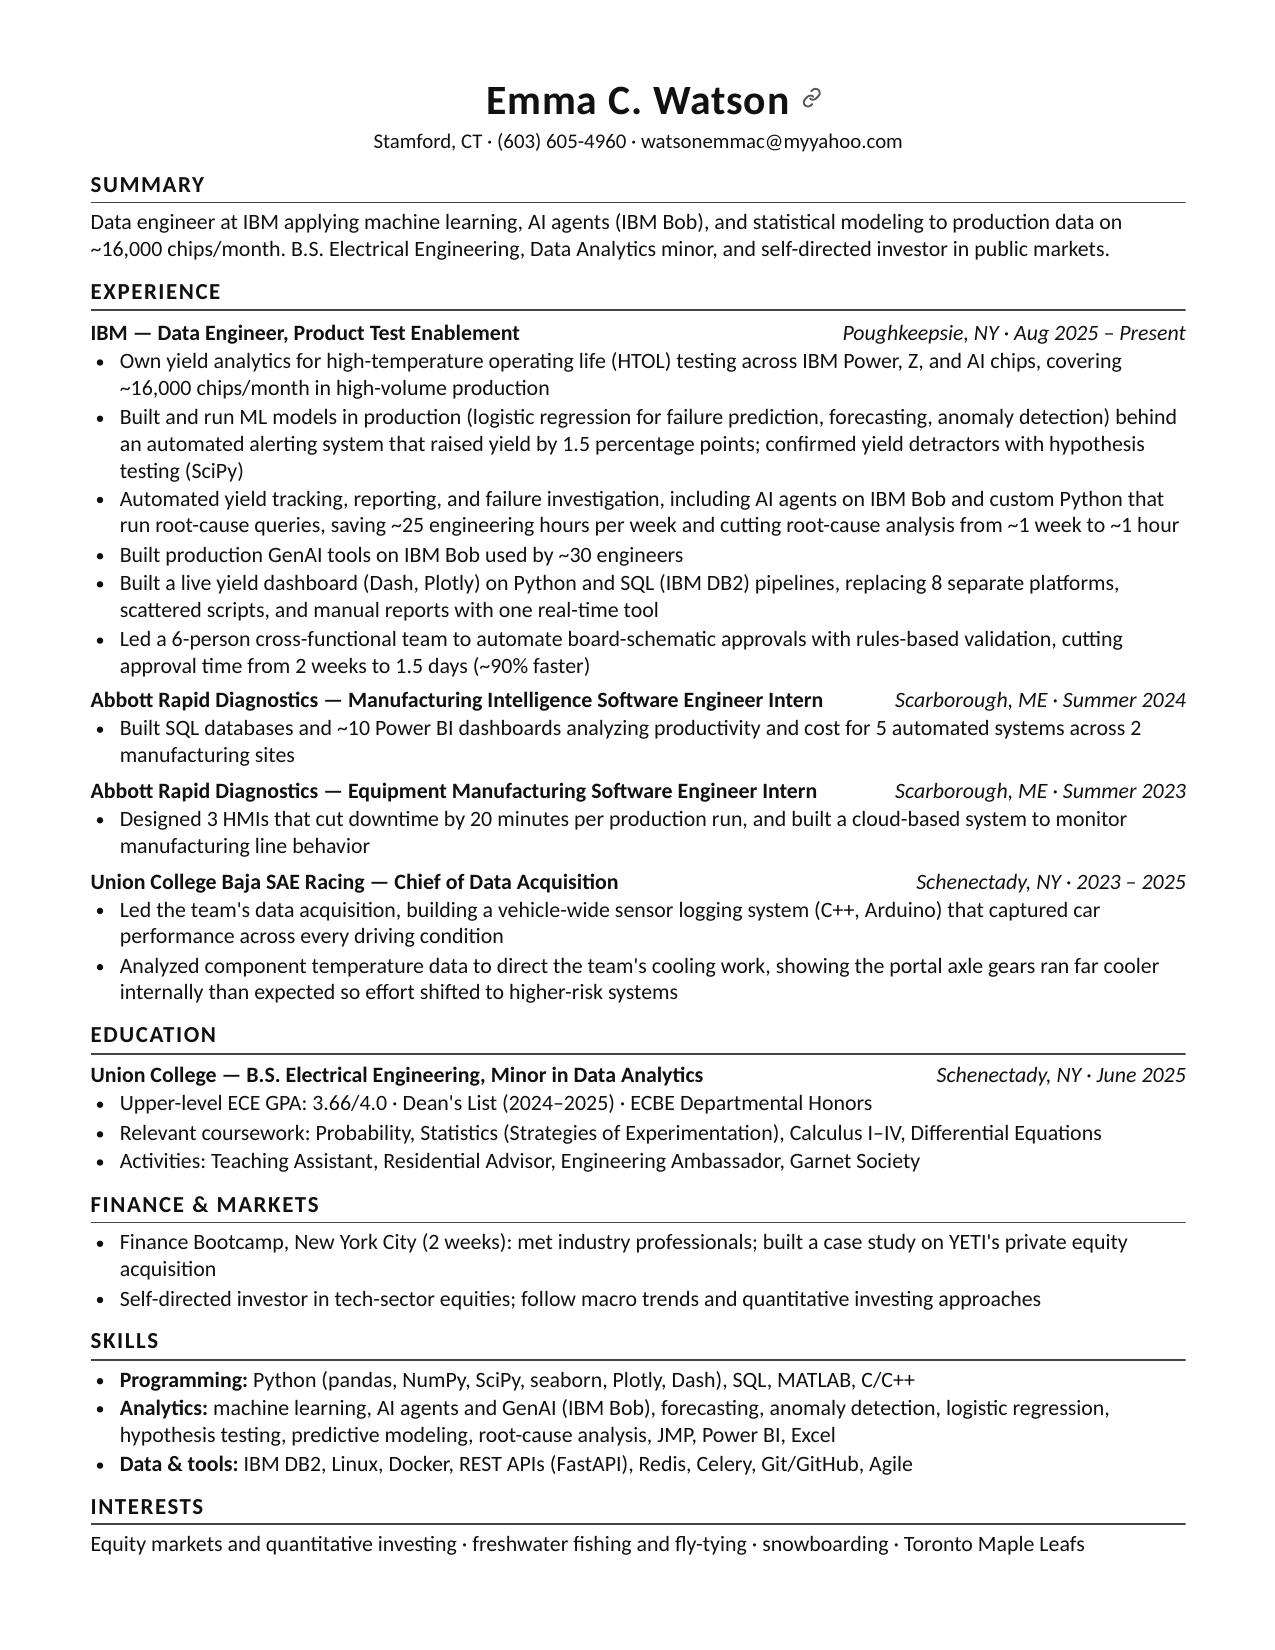 Emma C. Watson
Stamford, CT · (603) 605-4960 · watsonemmac@myyahoo.com
SUMMARY
Data engineer at IBM applying machine learning, AI agents (IBM Bob), and statistical modeling to production data on
~16,000 chips/month. B.S. Electrical Engineering, Data Analytics minor, and self-directed investor in public markets.
EXPERIENCE
IBM — Data Engineer, Product Test Enablement Poughkeepsie, NY · Aug 2025 – Present
• Own yield analytics for high-temperature operating life (HTOL) testing across IBM Power, Z, and AI chips, covering
~16,000 chips/month in high-volume production
• Built and run ML models in production (logistic regression for failure prediction, forecasting, anomaly detection) behind
an automated alerting system that raised yield by 1.5 percentage points; confirmed yield detractors with hypothesis
testing (SciPy)
• Automated yield tracking, reporting, and failure investigation, including AI agents on IBM Bob and custom Python that
run root-cause queries, saving ~25 engineering hours per week and cutting root-cause analysis from ~1 week to ~1 hour
• Built production GenAI tools on IBM Bob used by ~30 engineers
• Built a live yield dashboard (Dash, Plotly) on Python and SQL (IBM DB2) pipelines, replacing 8 separate platforms,
scattered scripts, and manual reports with one real-time tool
• Led a 6-person cross-functional team to automate board-schematic approvals with rules-based validation, cutting
approval time from 2 weeks to 1.5 days (~90% faster)
Abbott Rapid Diagnostics — Manufacturing Intelligence Software Engineer Intern Scarborough, ME · Summer 2024
• Built SQL databases and ~10 Power BI dashboards analyzing productivity and cost for 5 automated systems across 2
manufacturing sites
Abbott Rapid Diagnostics — Equipment Manufacturing Software Engineer Intern Scarborough, ME · Summer 2023
• Designed 3 HMIs that cut downtime by 20 minutes per production run, and built a cloud-based system to monitor
manufacturing line behavior
Union College Baja SAE Racing — Chief of Data Acquisition Schenectady, NY · 2023 – 2025
• Led the team's data acquisition, building a vehicle-wide sensor logging system (C++, Arduino) that captured car
performance across every driving condition
• Analyzed component temperature data to direct the team's cooling work, showing the portal axle gears ran far cooler
internally than expected so effort shifted to higher-risk systems
EDUCATION
Union College — B.S. Electrical Engineering, Minor in Data Analytics Schenectady, NY · June 2025
• Upper-level ECE GPA: 3.66/4.0 · Dean's List (2024–2025) · ECBE Departmental Honors
• Relevant coursework: Probability, Statistics (Strategies of Experimentation), Calculus I–IV, Differential Equations
• Activities: Teaching Assistant, Residential Advisor, Engineering Ambassador, Garnet Society
FINANCE & MARKETS
• Finance Bootcamp, New York City (2 weeks): met industry professionals; built a case study on YETI's private equity
acquisition
• Self-directed investor in tech-sector equities; follow macro trends and quantitative investing approaches
SKILLS
• Programming: Python (pandas, NumPy, SciPy, seaborn, Plotly, Dash), SQL, MATLAB, C/C++
• Analytics: machine learning, AI agents and GenAI (IBM Bob), forecasting, anomaly detection, logistic regression,
hypothesis testing, predictive modeling, root-cause analysis, JMP, Power BI, Excel
• Data & tools: IBM DB2, Linux, Docker, REST APIs (FastAPI), Redis, Celery, Git/GitHub, Agile
INTERESTS
Equity markets and quantitative investing · freshwater fishing and fly-tying · snowboarding · Toronto Maple Leafs